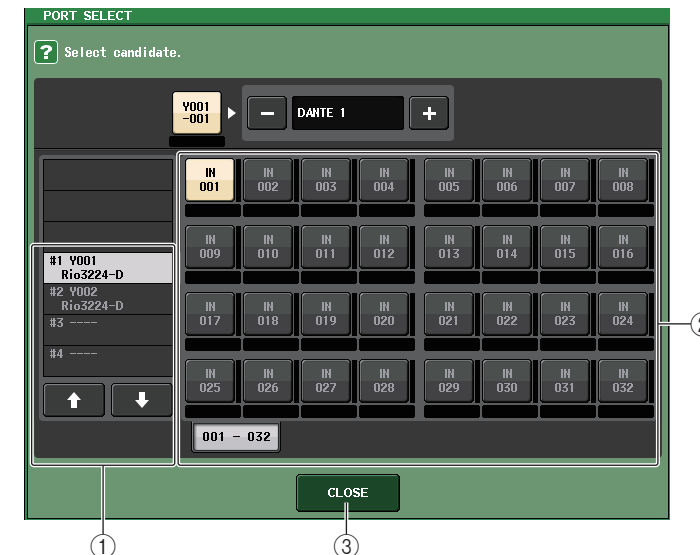 PORT SELECT
? Select candidate.
Y001
-001
− DANTE 1 +
IN 001 IN 002 IN 003 IN 004 IN 005 IN 006 IN 007 IN 008
IN 009 IN 010 IN 011 IN 012 IN 013 IN 014 IN 015 IN 016
#1 Y001
Rio3224-D
#2 Y002
Rio3224-D
#3 ----
#4 ----
IN 017 IN 018 IN 019 IN 020 IN 021 IN 022 IN 023 IN 024
IN 025 IN 026 IN 027 IN 028 IN 029 IN 030 IN 031 IN 032
001 - 032
CLOSE
①
③
②